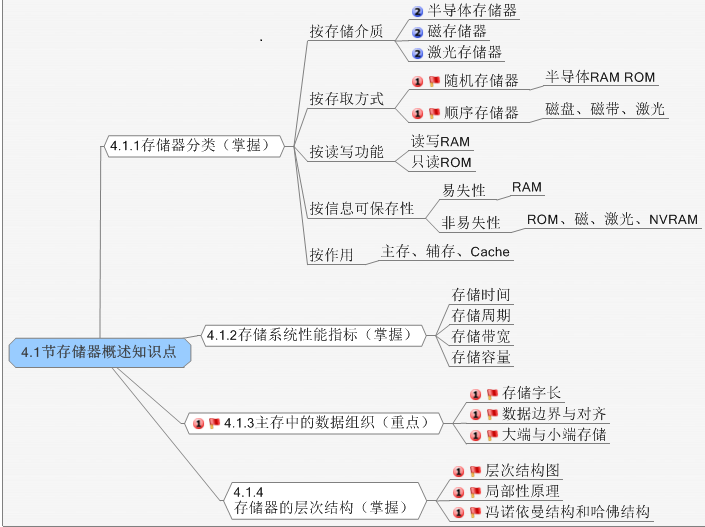 4.1节存储器概述知识点
4.1.1存储器分类（掌握）
按存储介质
半导体存储器
磁存储器
激光存储器
按存取方式
随机存储器
半导体RAM ROM
顺序存储器
磁盘、磁带、激光
按读写功能
读写RAM
只读ROM
按信息可保存性
易失性
RAM
非易失性
ROM、磁、激光、NVRAM
按作用
主存、辅存、Cache
4.1.2存储系统性能指标（掌握）
存储时间
存储周期
存储带宽
存储容量
4.1.3主存中的数据组织（重点）
存储字长
数据边界与对齐
大端与小端存储
4.1.4
存储器的层次结构（掌握）
层次结构图
局部性原理
冯诺依曼结构和哈佛结构